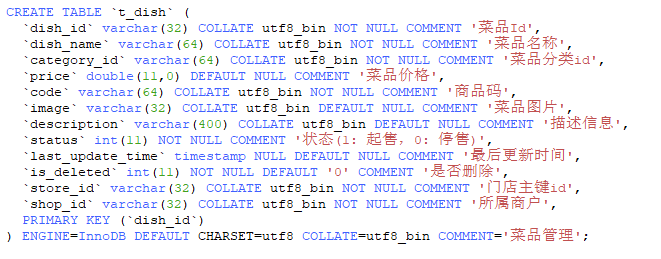 CREATE TABLE `t_dish` (
`dish_id` varchar(32) COLLATE utf8_bin NOT NULL COMMENT '菜品Id',
`dish_name` varchar(64) COLLATE utf8_bin NOT NULL COMMENT '菜品名称',
`category_id` varchar(64) COLLATE utf8_bin NOT NULL COMMENT '菜品分类id',
`price` double(11,0) DEFAULT NULL COMMENT '菜品价格',
`code` varchar(64) COLLATE utf8_bin NOT NULL COMMENT '商品码',
`image` varchar(32) COLLATE utf8_bin DEFAULT NULL COMMENT '菜品图片',
`description` varchar(400) COLLATE utf8_bin DEFAULT NULL COMMENT '描述信息',
`status` int(11) NOT NULL COMMENT '状态(1：起售，0：停售)',
`last_update_time` timestamp NULL DEFAULT NULL COMMENT '最后更新时间',
`is_deleted` int(11) NOT NULL DEFAULT '0' COMMENT '是否删除',
`store_id` varchar(32) COLLATE utf8_bin NOT NULL COMMENT '门店主键id',
`shop_id` varchar(32) COLLATE utf8_bin NOT NULL COMMENT '所属商户',
PRIMARY KEY (`dish_id`)
) ENGINE=InnoDB DEFAULT CHARSET=utf8 COLLATE=utf8_bin COMMENT='菜品管理';